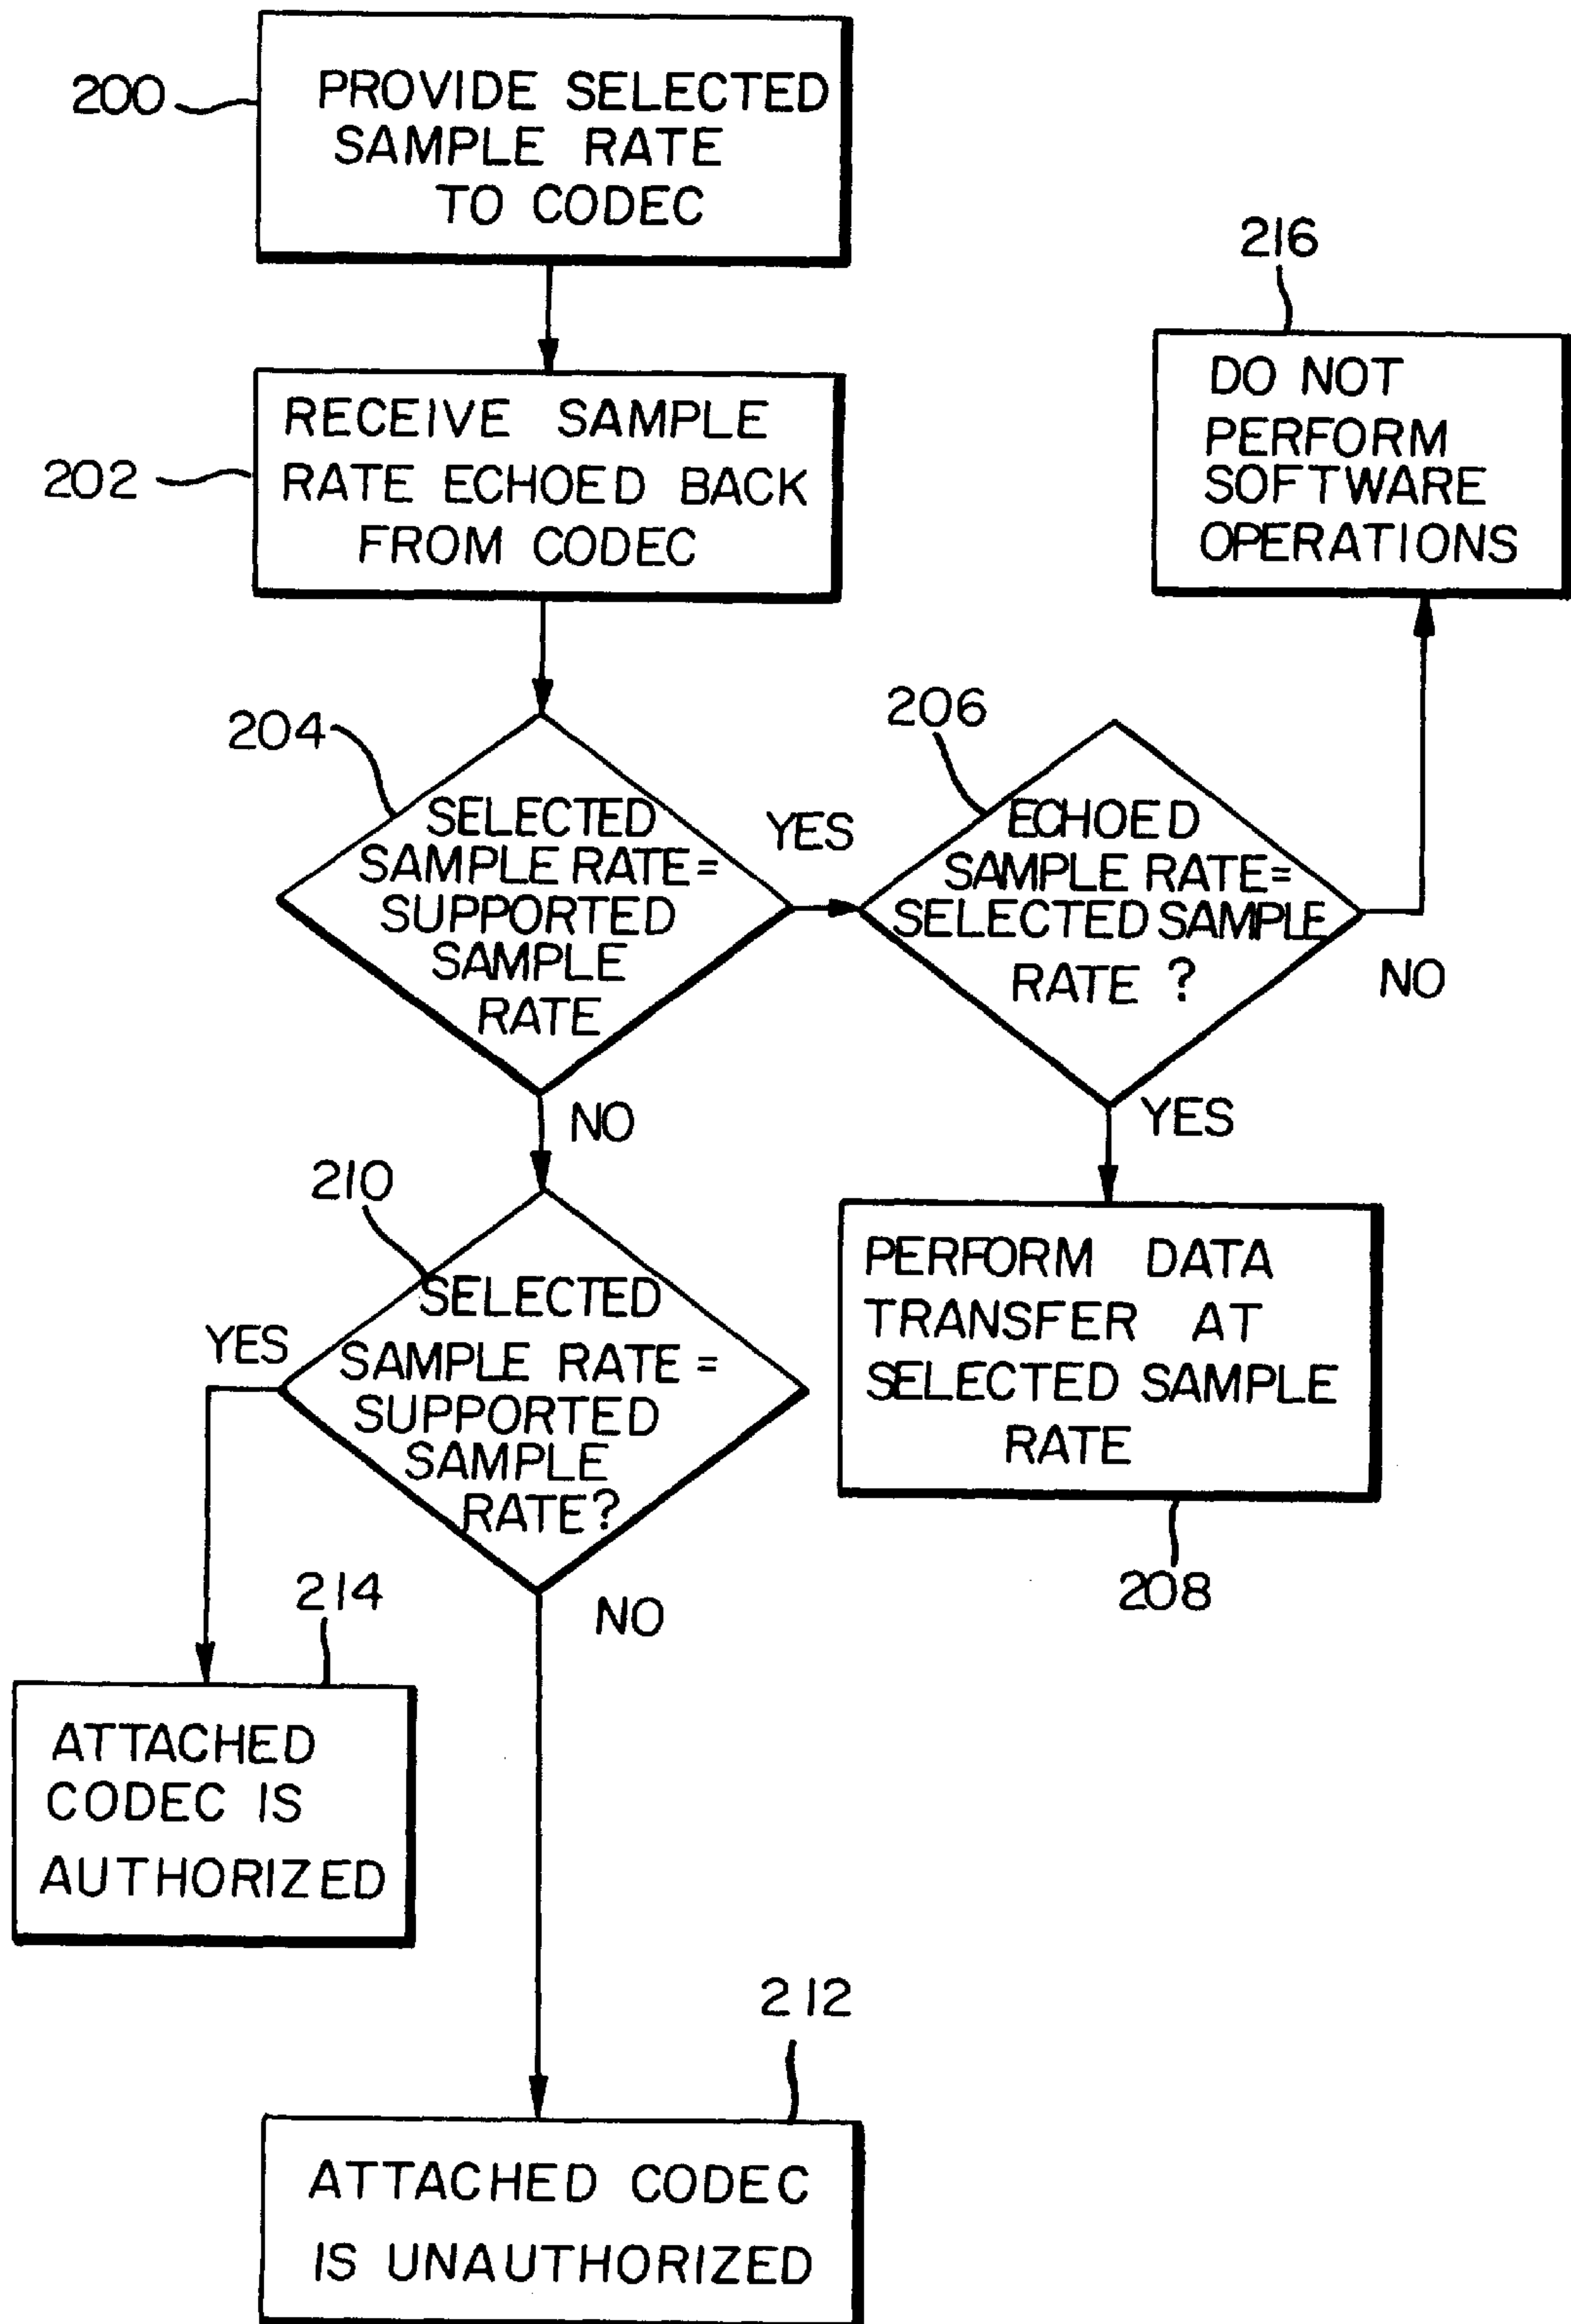 200
PROVIDE SELECTED
SAMPLE RATE
TO CODEC
202
RECEIVE SAMPLE
RATE ECHOED BACK
FROM CODEC
216
DO NOT
PERFORM
SOFTWARE
OPERATIONS
204
SELECTED
SAMPLE RATE=
SUPPORTED
SAMPLE
RATE
YES
206
ECHOED
SAMPLE RATE=
SELECTED SAMPLE
RATE ?
NO
NO
YES
210
SELECTED
SAMPLE RATE =
SUPPORTED
SAMPLE
RATE?
YES
NO
PERFORM DATA
TRANSFER AT
SELECTED SAMPLE
RATE
208
214
ATTACHED
CODEC IS
AUTHORIZED
212
ATTACHED CODEC
IS UNAUTHORIZED